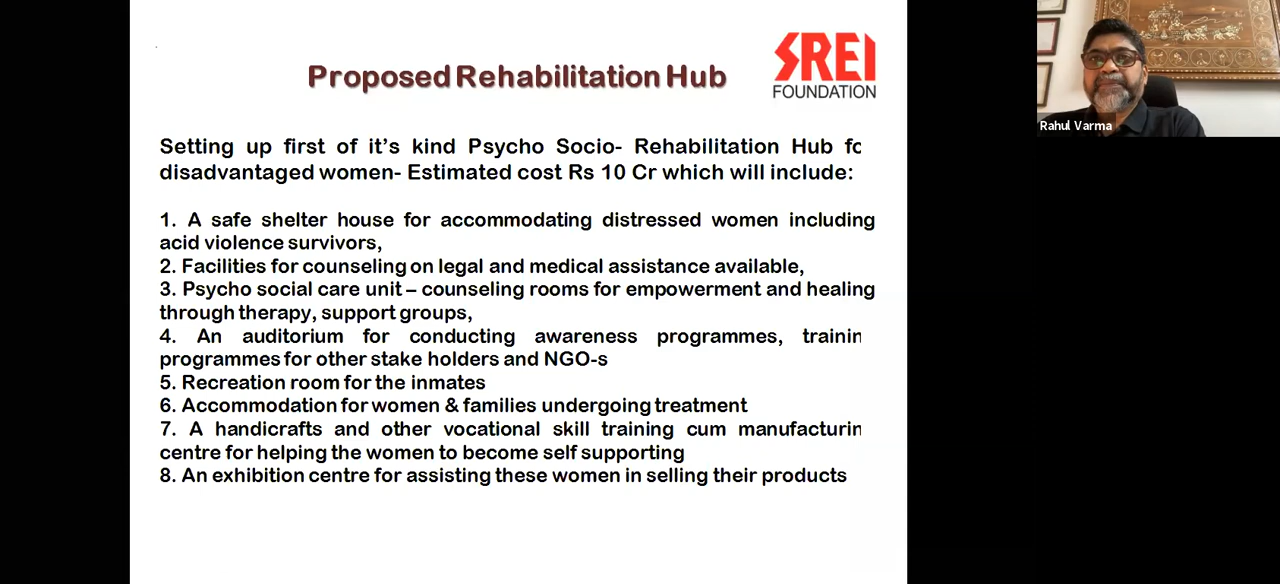 Proposed Rehabilitation Hub
SREI
FOUNDATION
Rahul Varma
Setting up first of it's kind Psycho Socio- Rehabilitation Hub fc
disadvantaged women- Estimated cost Rs 10 Cr which will include:
1. A safe shelter house for accommodating distressed women including
acid violence survivors,
2. Facilities for counseling on legal and medical assistance available,
3. Psycho social care unit – counseling rooms for empowerment and healing
through therapy, support groups,
4. An auditorium for conducting awareness programmes, trainin
programmes for other stake holders and NGO-s
5. Recreation room for the inmates
6. Accommodation for women & families undergoing treatment
7. A handicrafts and other vocational skill training cum manufacturin
centre for helping the women to become self supporting
8. An exhibition centre for assisting these women in selling their products